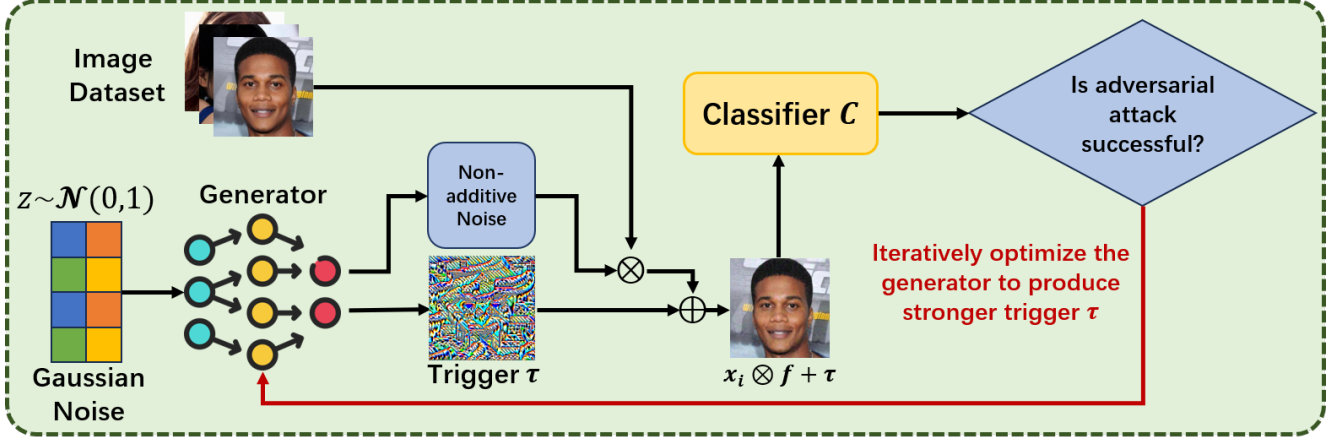 Image
Dataset
z~𝓝(0,1)
Gaussian
Noise
Generator
Non-
additive
Noise
Trigger τ
⊗
⊕
x_i ⊗ f + τ
Classifier C
Is adversarial
attack
successful?
Iteratively optimize the
generator to produce
stronger trigger τ